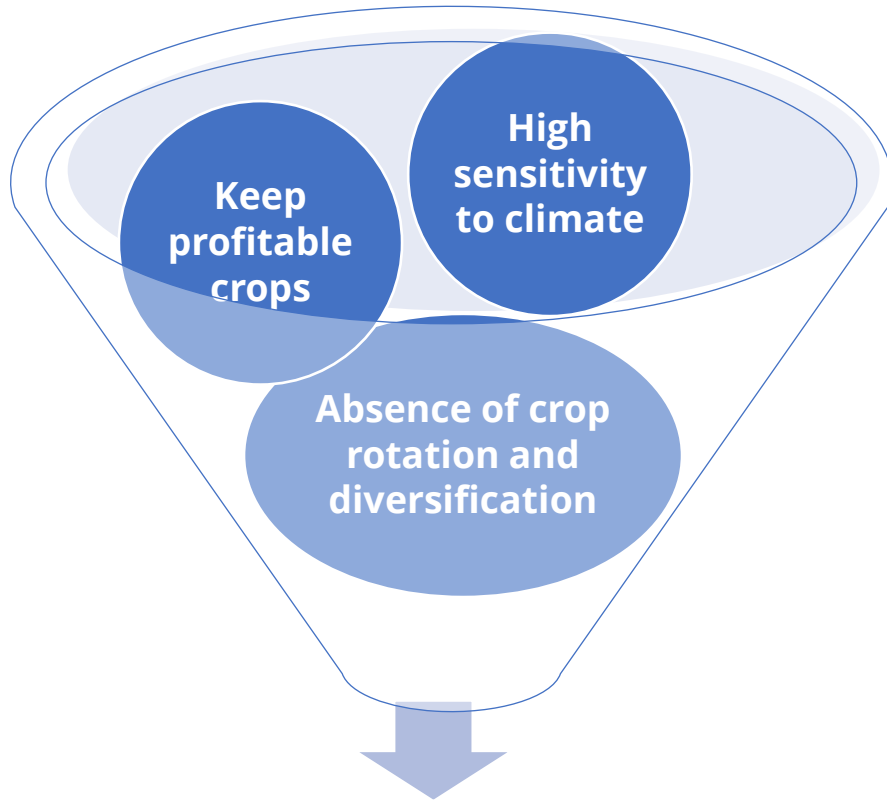 High
sensitivity
to climate
Keep
profitable
crops
Absence of crop
rotation and
diversification